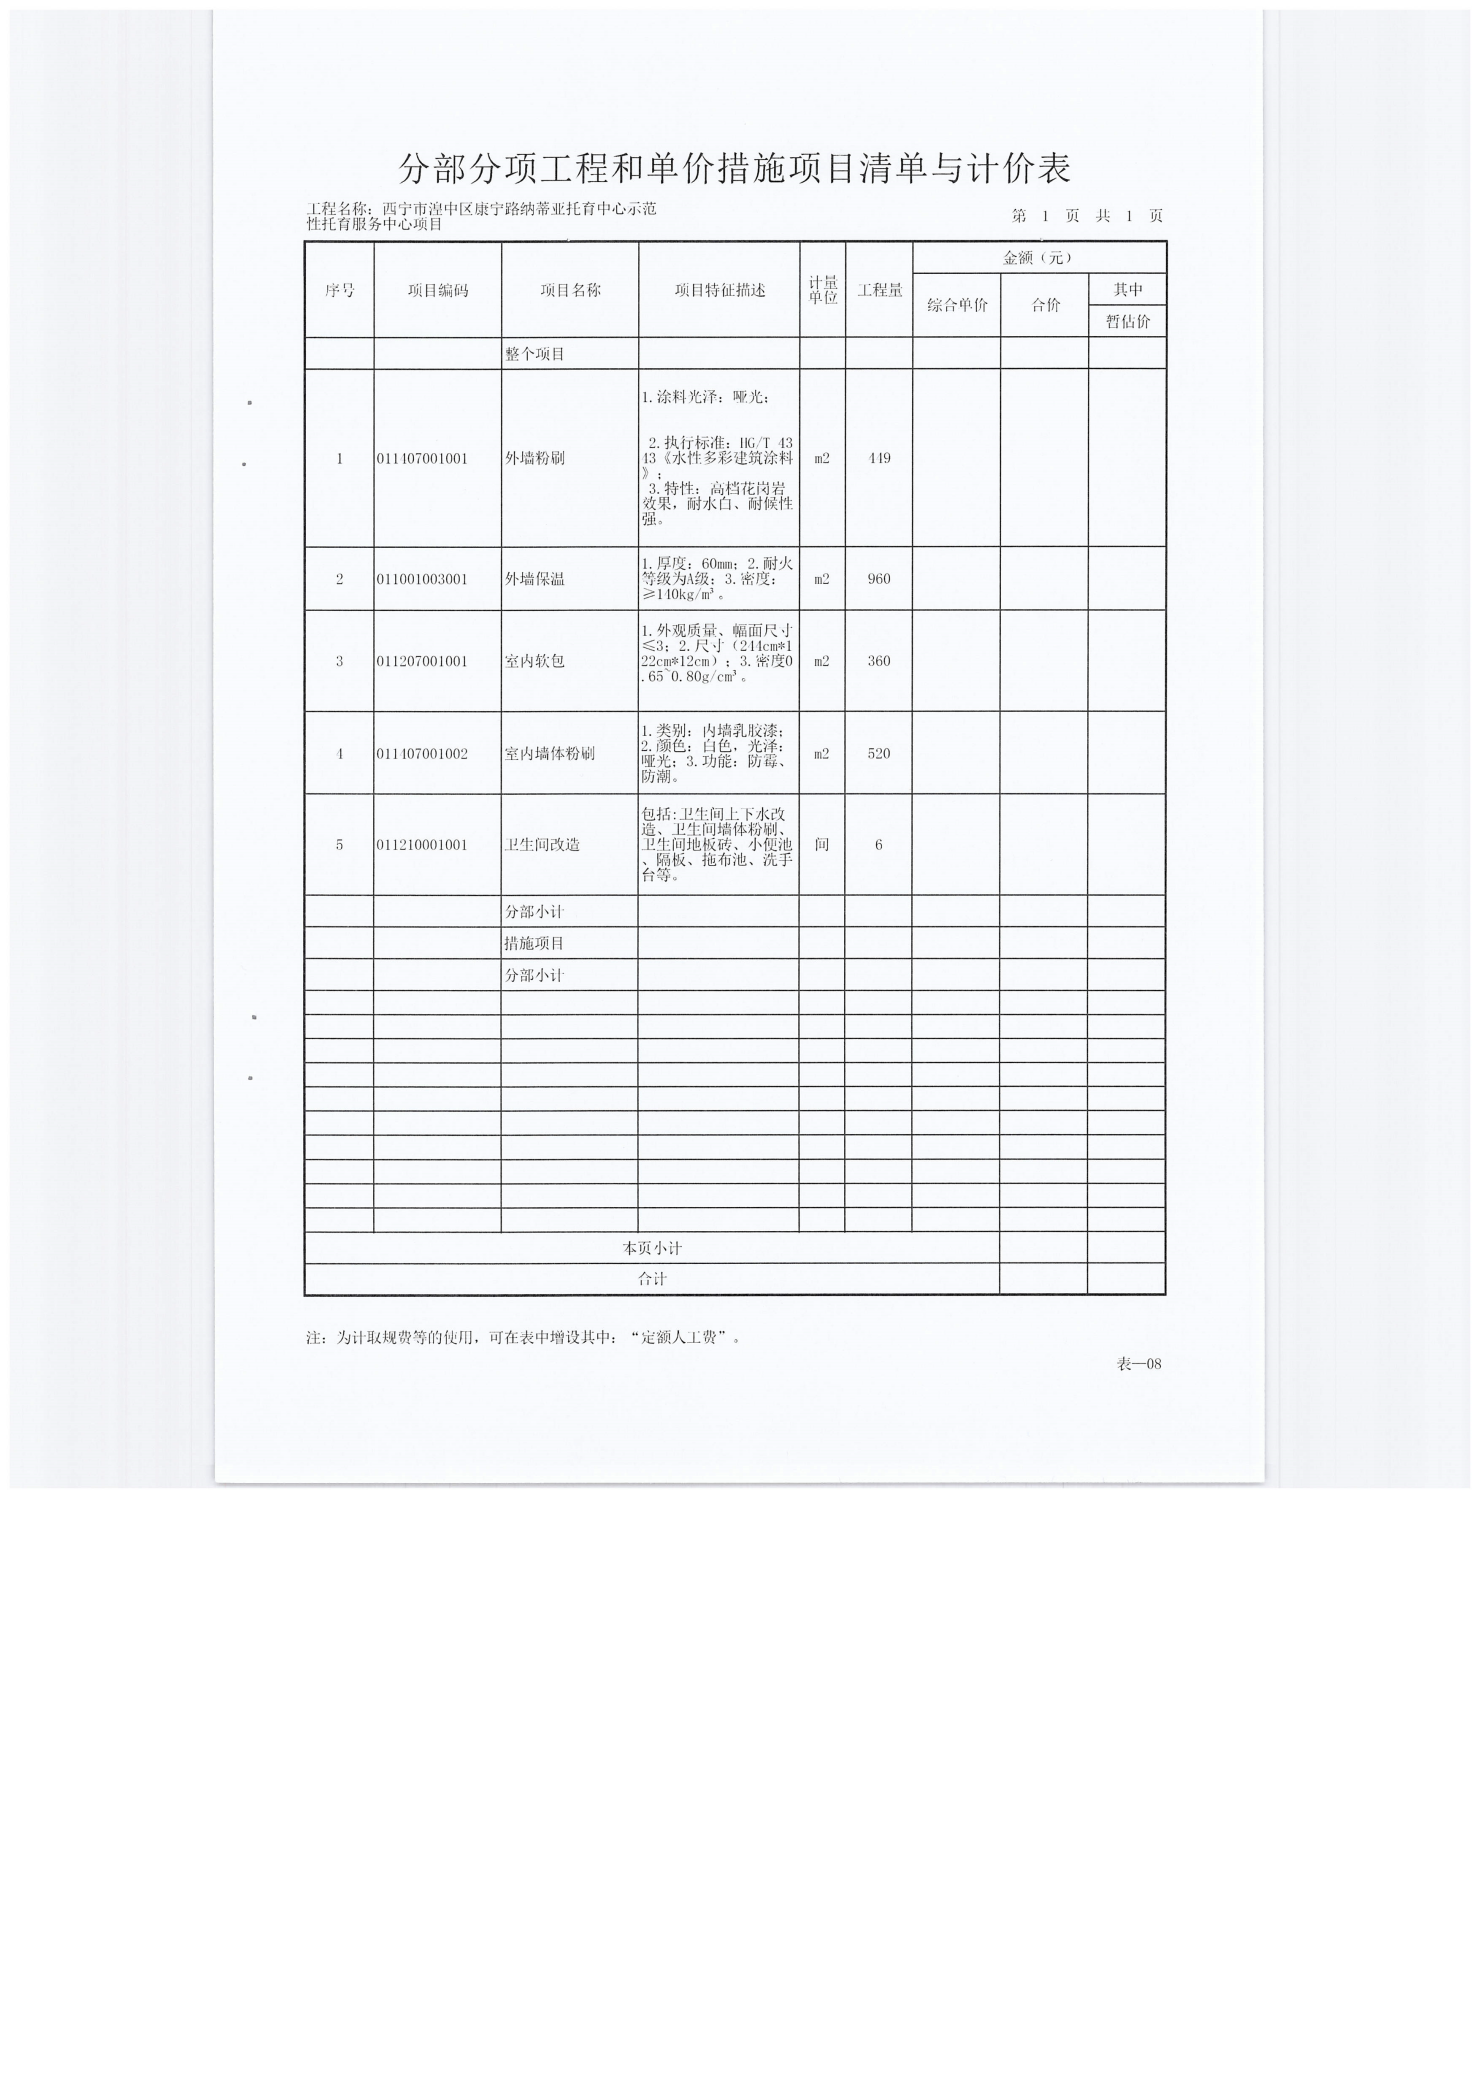 分部分项工程和单价措施项目清单与计价表
工程名称：西宁市湟中区康宁路纳蒂亚托育中心示范
性托育服务中心项目
第 1 页 共 1 页
序号 项目编码 项目名称 项目特征描述 计量单位 工程量 金额（元）
综合单价 合价 其中
暂估价
整个项目
1 011407001001 外墙粉刷 1.涂料光泽：哑光；
2.执行标准：HG/T 43
43《水性多彩建筑涂料
》；
3.特性：高档花岗岩
效果，耐水白、耐候性
强。
m2 449
2 011001003001 外墙保温 1.厚度：60mm；2.耐火
等级为A级；3.密度：
≥140kg/m³。
m2 960
3 011207001001 室内软包 1.外观质量、幅面尺寸
≤3；2.尺寸（244cm*1
22cm*12cm）；3.密度0
.65~0.80g/cm³。
m2 360
4 011407001002 室内墙体粉刷 1.类别：内墙乳胶漆；
2.颜色：白色，光泽：
哑光；3.功能：防霉、
防潮。
m2 520
5 011210001001 卫生间改造 包括:卫生间上下水改
造、卫生间墙体粉刷、
卫生间地板砖、小便池
、隔板、拖布池、洗手
台等。
间 6
分部小计
措施项目
分部小计
本页小计
合计
注：为计取规费等的使用，可在表中增设其中：“定额人工费”。
表—08